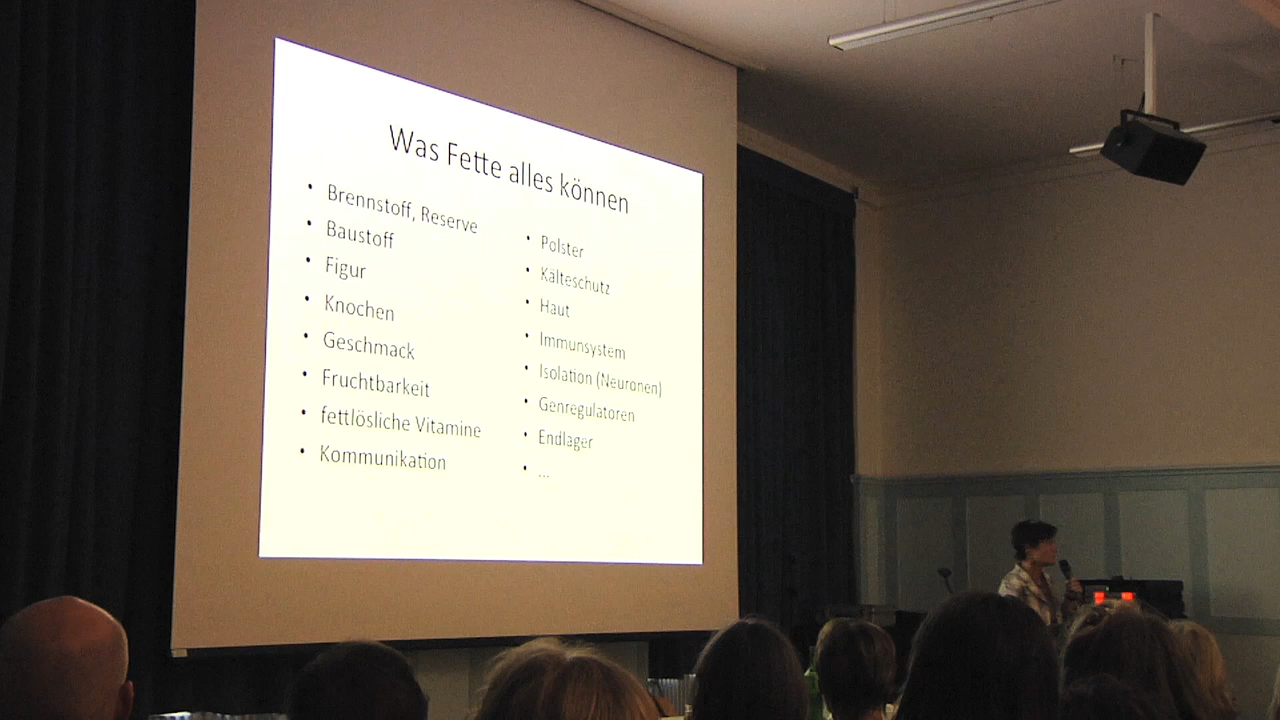 Was Fette alles können
• Brennstoff, Reserve
• Baustoff
• Figur
• Knochen
• Geschmack
• Fruchtbarkeit
• fettlösliche Vitamine
• Kommunikation
• Polster
• Kälteschutz
• Haut
• Immunsystem
• Isolation (Neuronen)
• Genregulatoren
• Endlager
• ...